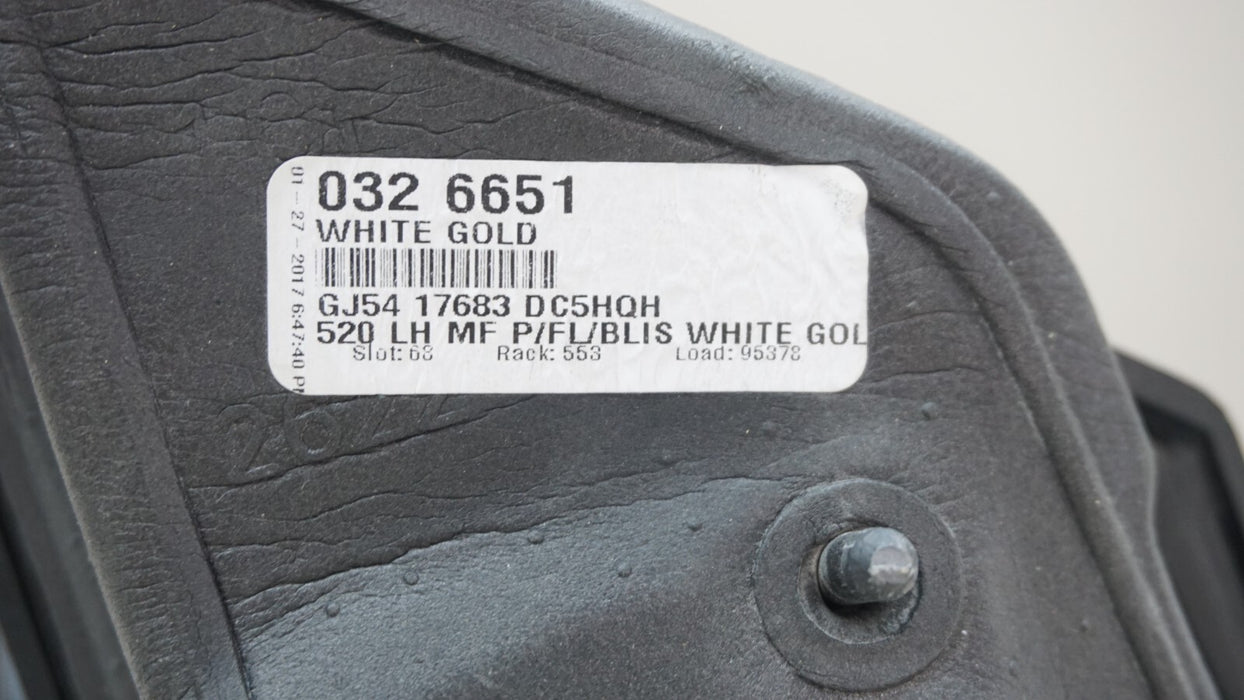 032 6651
WHITE GOLD
GJ54 17683 DC5HQH
520 LH MF P/FL/BLIS WHITE GOL
Slot: 68 Rack: 553 Load: 95378
01-27-2017 6:47:40 P